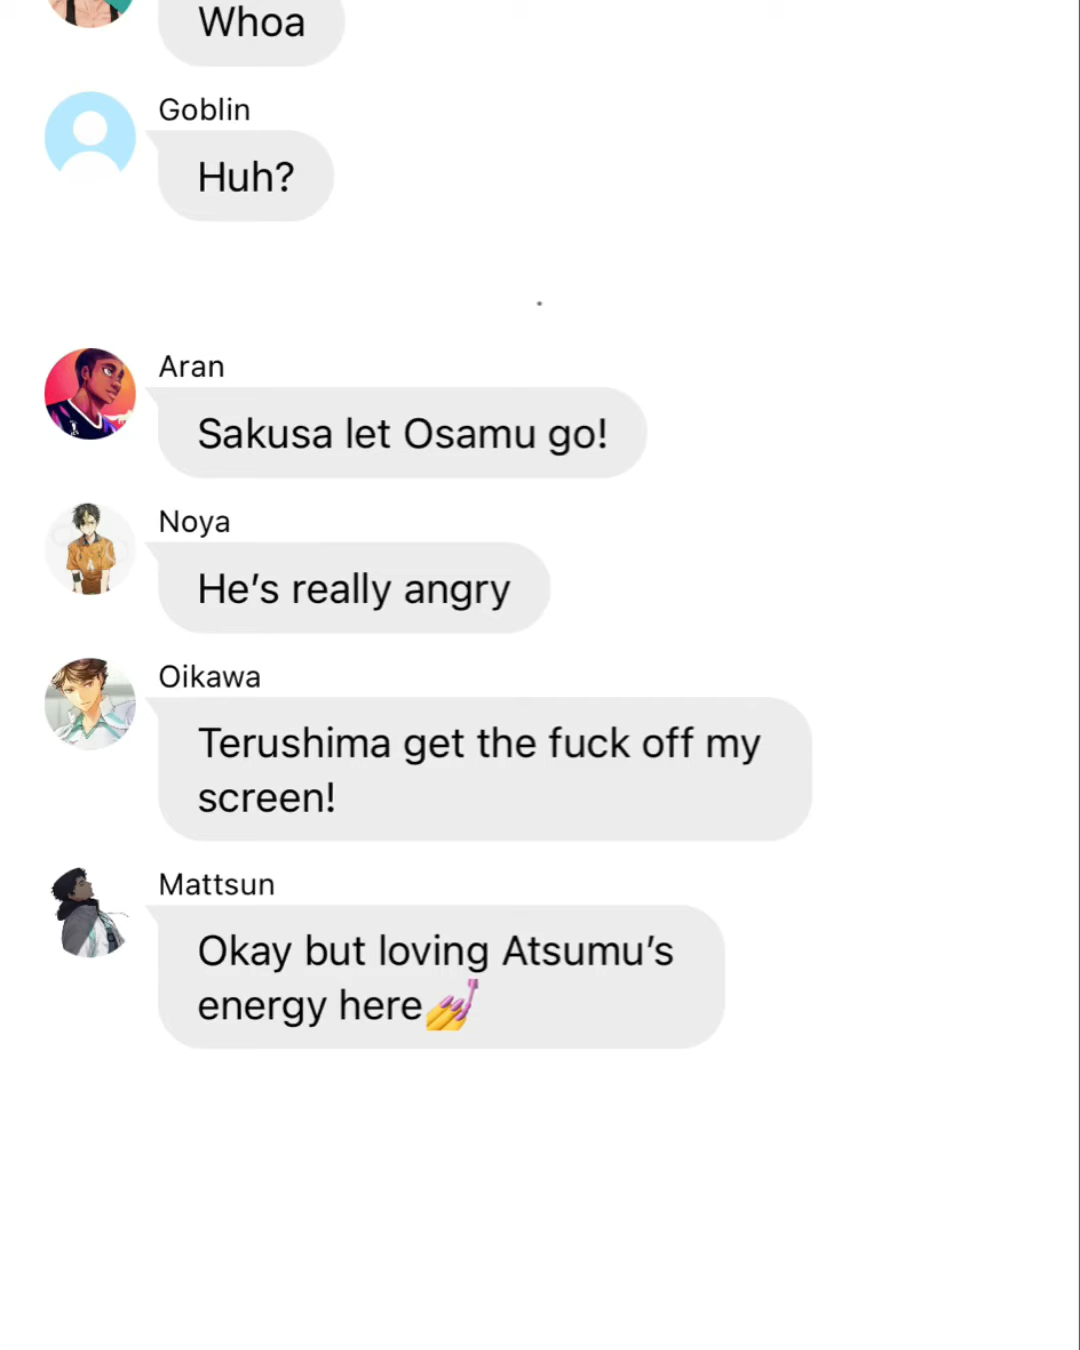 Whoa
Goblin
Huh?
Aran
Sakusa let Osamu go!
Noya
He's really angry
Oikawa
Terushima get the fuck off my
screen!
Mattsun
Okay but loving Atsumu's
energy here💅